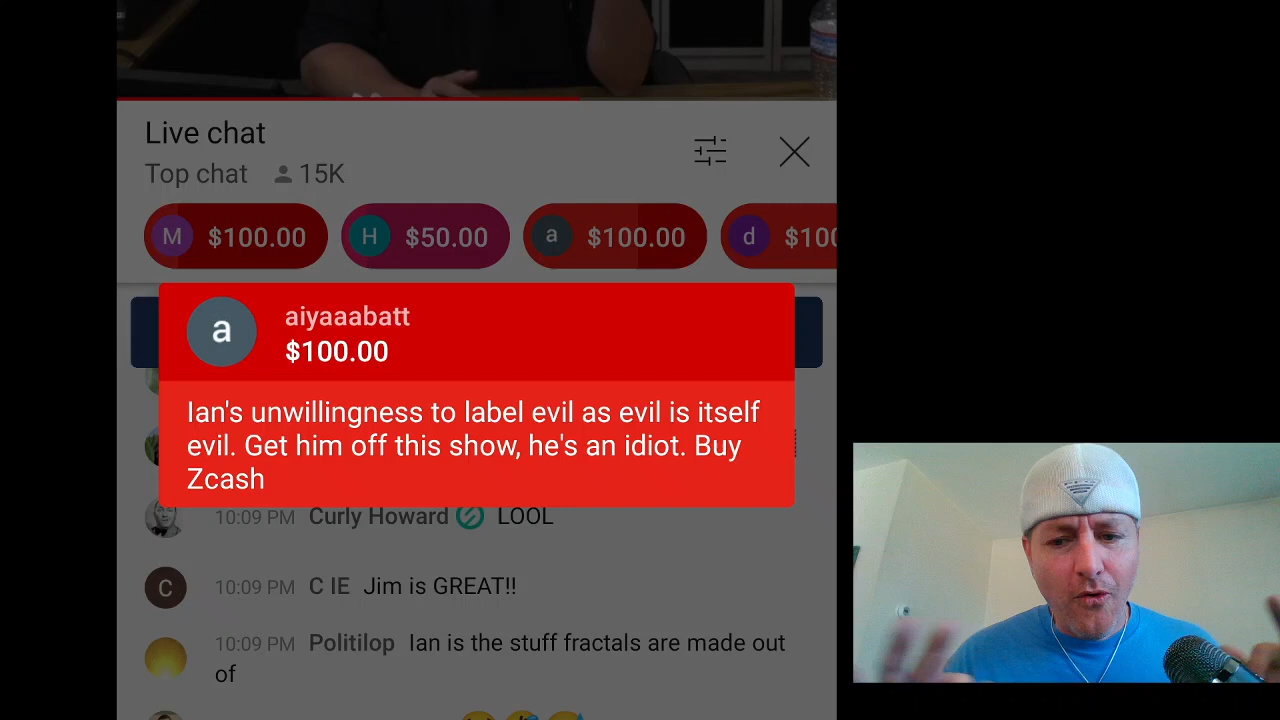 Live chat
Top chat 15K
M $100.00 H $50.00 a $100.00 d $100
a aiyaaabatt
$100.00
Ian's unwillingness to label evil as evil is itself
evil. Get him off this show, he's an idiot. Buy
Zcash
10:09 PM Curly Howard LOOL
C 10:09 PM C IE Jim is GREAT!!
10:09 PM Politilop Ian is the stuff fractals are made out
of